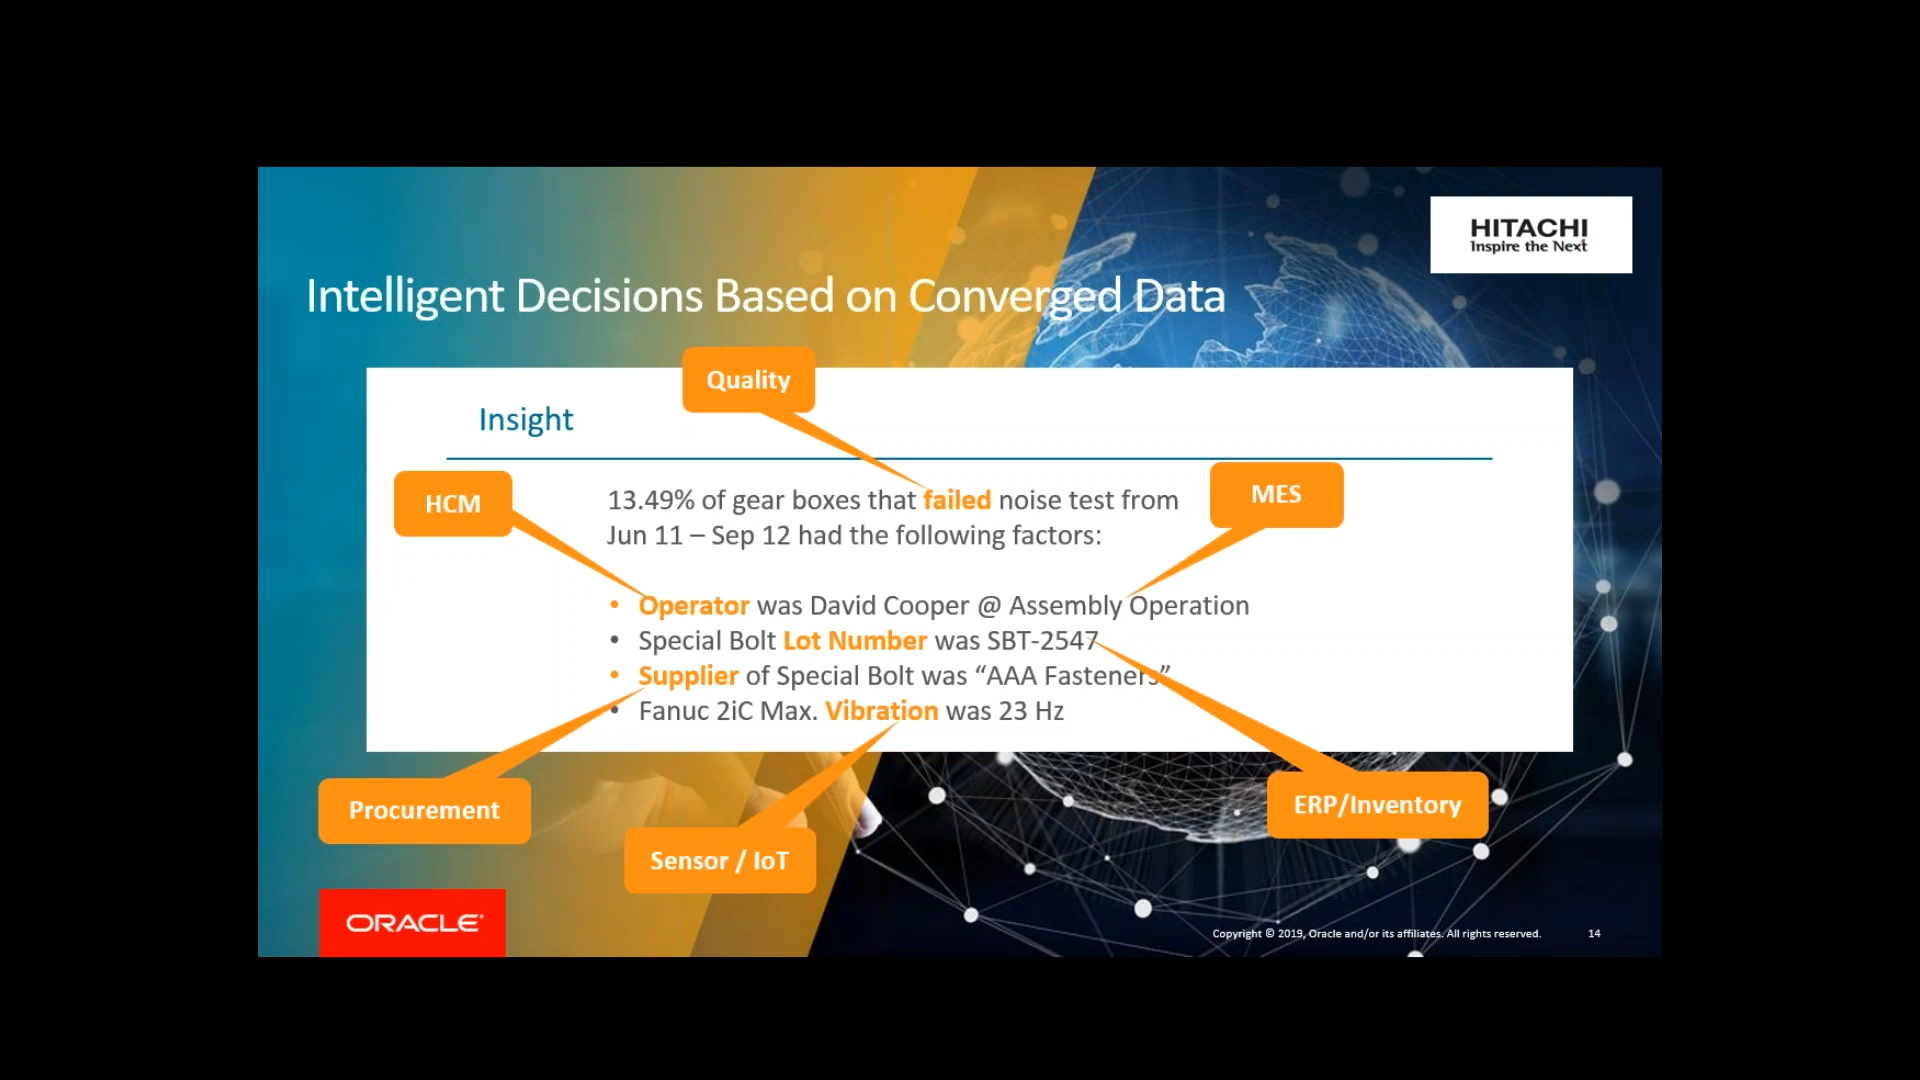 HITACHI
Inspire the Next
Intelligent Decisions Based on Converged Data
Quality
Insight
HCM
MES
13.49% of gear boxes that failed noise test from
Jun 11 – Sep 12 had the following factors:
• Operator was David Cooper @ Assembly Operation
• Special Bolt Lot Number was SBT-2547
• Supplier of Special Bolt was “AAA Fasteners”
• Fanuc 2iC Max. Vibration was 23 Hz
Procurement
ERP/Inventory
Sensor / IoT
ORACLE®
Copyright © 2019, Oracle and/or its affiliates. All rights reserved.
14